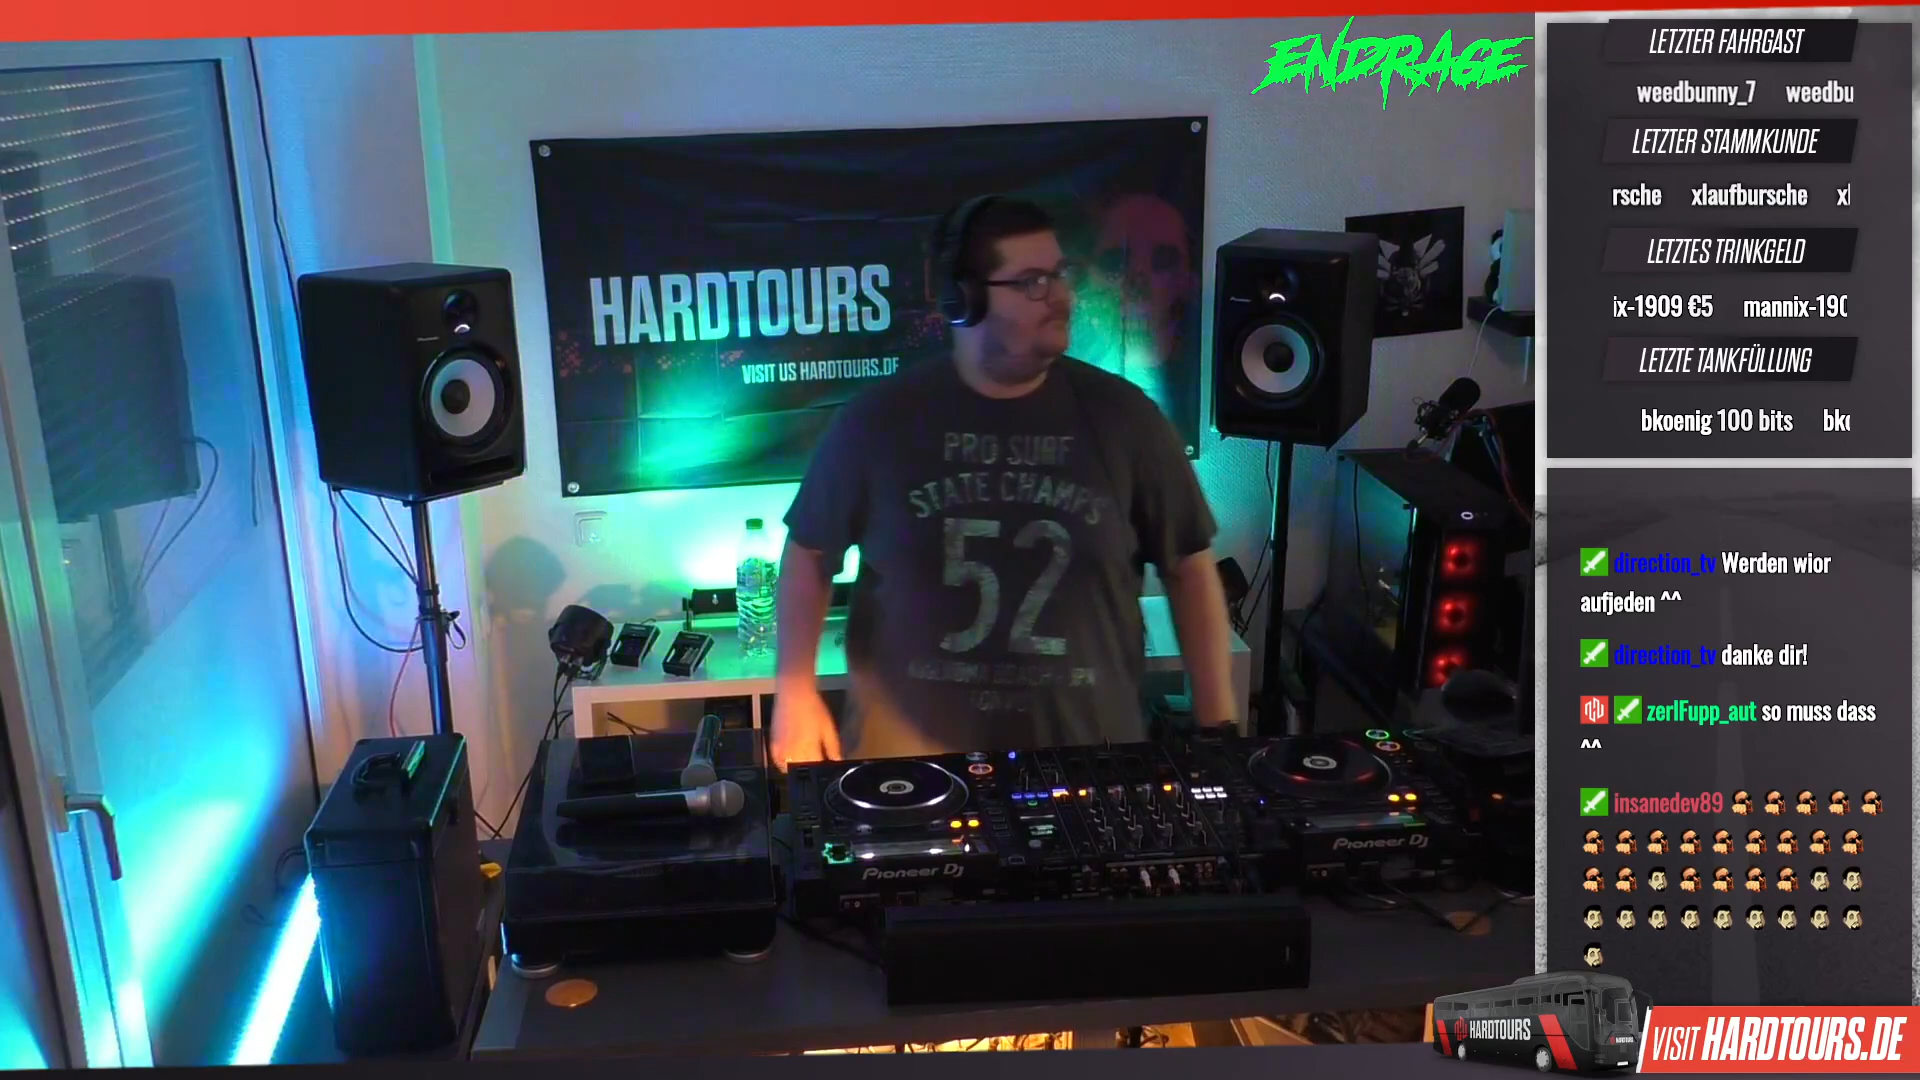 ENDRAGE
HARDTOURS
VISIT US HARDTOURS.DE
PRO SURF
STATE CHAMPS
52
Pioneer DJ
Pioneer DJ
LETZTER FAHRGAST
weedbunny_7 weedbu
LETZTER STAMMKUNDE
rsche xlaufbursche xl
LETZTES TRINKGELD
ix-1909 €5 mannix-190
LETZTE TANKFÜLLUNG
bkoenig 100 bits bko
direction_tv Werden wior
aufjeden ^^
direction_tv danke dir!
zerlFupp_aut so muss dass
^^
insanedev89
HARDTOURS
VISIT HARDTOURS.DE